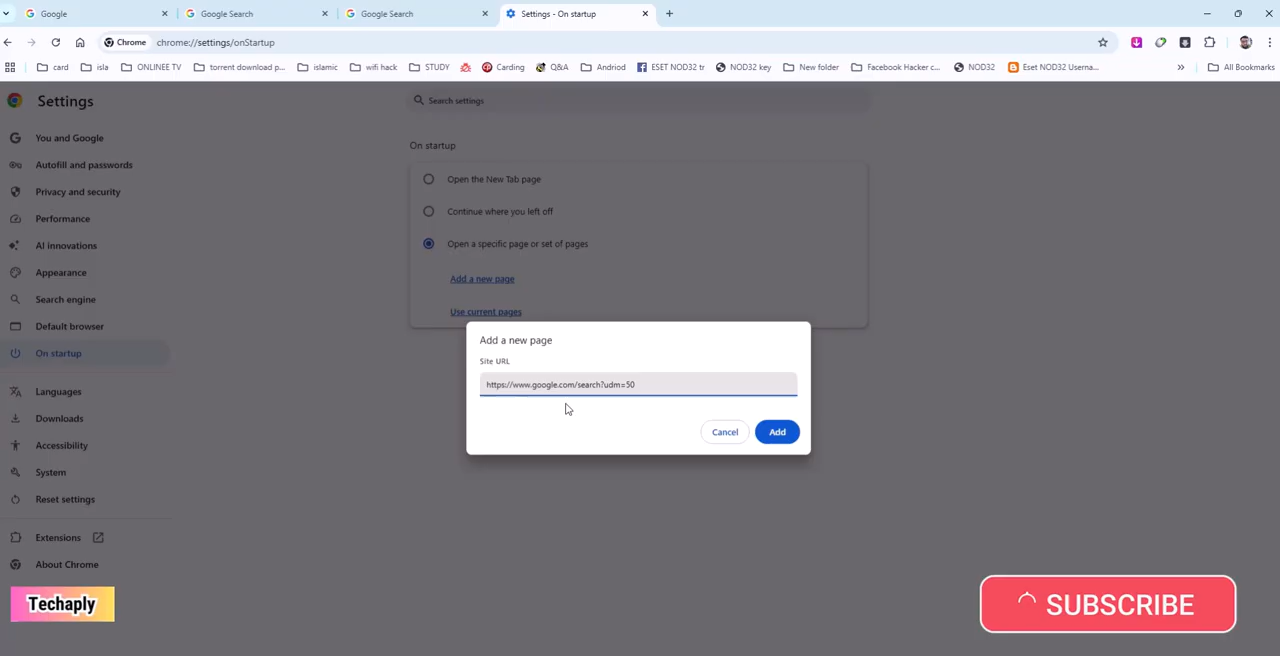 Google
Google Search
Google Search
Settings - On startup
Chrome
chrome://settings/onStartup
card
isla
ONLINEE TV
torrent download p...
islamic
wifi hack
STUDY
Carding
Q&A
Andriod
ESET NOD32 tr
NOD32 key
New folder
Facebook Hacker c...
NOD32
Eset NOD32 Userna...
»
All Bookmarks
Settings
Search settings
You and Google
Autofill and passwords
Privacy and security
Performance
AI innovations
Appearance
Search engine
Default browser
On startup
Languages
Downloads
Accessibility
System
Reset settings
Extensions
About Chrome
On startup
Open the New Tab page
Continue where you left off
Open a specific page or set of pages
Add a new page
Use current pages
Add a new page
Site URL
https://www.google.com/search?udm=50
Cancel
Add
Techaply
SUBSCRIBE